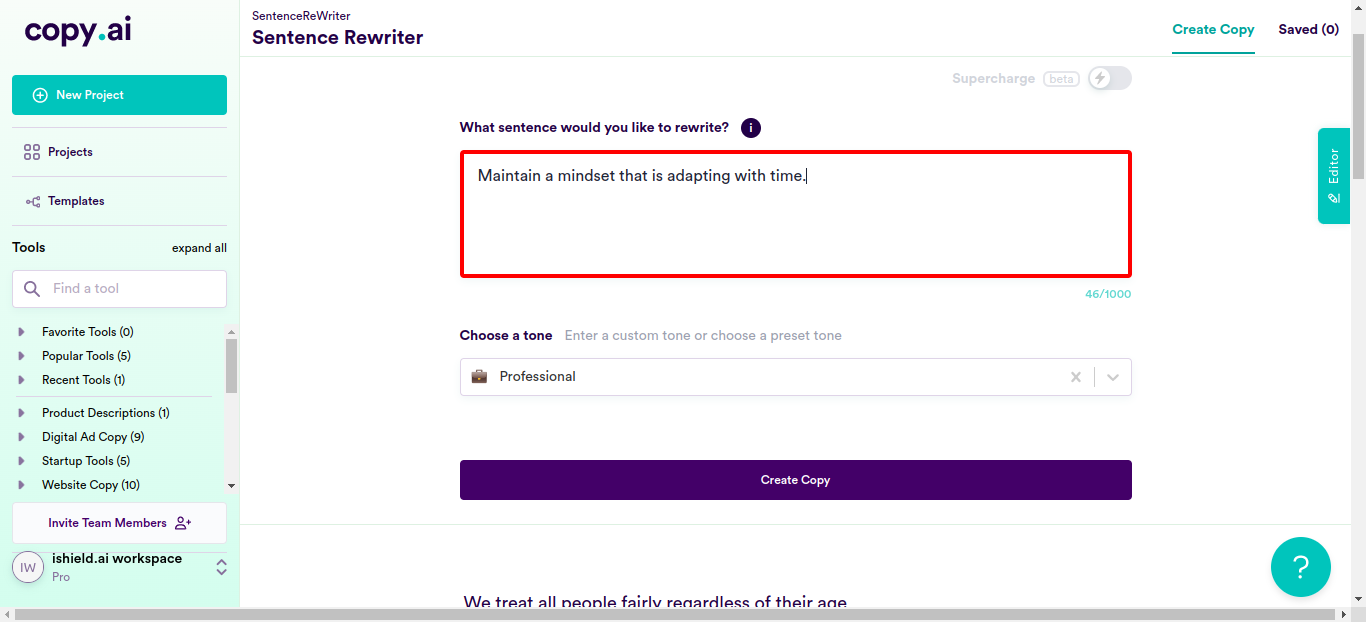 copy.ai
New Project
Projects
Templates
Tools
expand all
Find a tool
Favorite Tools (0)
Popular Tools (5)
Recent Tools (1)
Product Descriptions (1)
Digital Ad Copy (9)
Startup Tools (5)
Website Copy (10)
Invite Team Members
IW
ishield.ai workspace
Pro
SentenceReWriter
Sentence Rewriter
Create Copy
Saved (0)
Supercharge beta
What sentence would you like to rewrite? i
Maintain a mindset that is adapting with time.
46/1000
Choose a tone Enter a custom tone or choose a preset tone
Professional
Create Copy
We treat all people fairly regardless of their age
Editor
?